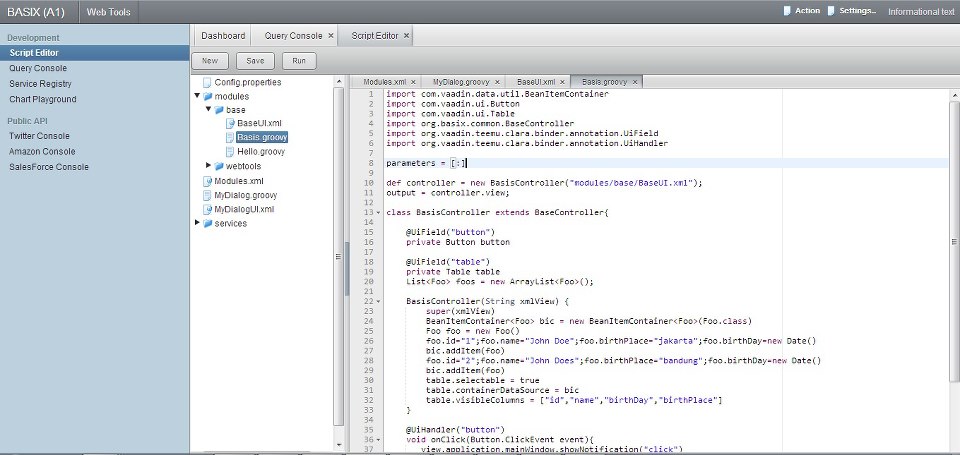 BASIX (A1)
Web Tools
Action
Settings..
Informational text
Development
Script Editor
Query Console
Service Registry
Chart Playground
Public API
Twitter Console
Amazon Console
SalesForce Console
Dashboard
Query Console ×
Script Editor ×
New
Save
Run
Config.properties
modules
base
BaseUI.xml
Basis.groovy
Hello.groovy
webtools
Modules.xml
MyDialog.groovy
MyDialogUI.xml
services
Modules.xml ×
MyDialog.groovy ×
BaseUI.xml ×
Basis.groovy ×
1 import com.vaadin.data.util.BeanItemContainer
2 import com.vaadin.ui.Button
3 import com.vaadin.ui.Table
4 import org.basix.common.BaseController
5 import org.vaadin.teemu.clara.binder.annotation.UiField
6 import org.vaadin.teemu.clara.binder.annotation.UiHandler
7
8 parameters = [:]
9
10 def controller = new BasisController("modules/base/BaseUI.xml");
11 output = controller.view;
12
13 class BasisController extends BaseController{
14
15 @UiField("button")
16 private Button button
17
18 @UiField("table")
19 private Table table
20 List<Foo> foos = new ArrayList<Foo>();
21
22 BasisController(String xmlView) {
23 super(xmlView)
24 BeanItemContainer<Foo> bic = new BeanItemContainer<Foo>(Foo.class)
25 Foo foo = new Foo()
26 foo.id="1";foo.name="John Doe";foo.birthPlace="jakarta";foo.birthDay=new Date()
27 bic.addItem(foo)
28 foo.id="2";foo.name="John Does";foo.birthPlace="bandung";foo.birthDay=new Date()
29 bic.addItem(foo)
30 table.selectable = true
31 table.containerDataSource = bic
32 table.visibleColumns = ["id","name","birthDay","birthPlace"]
33 }
34
35 @UiHandler("button")
36 void onClick(Button.ClickEvent event){
37 view.application.mainWindow.showNotification("click")